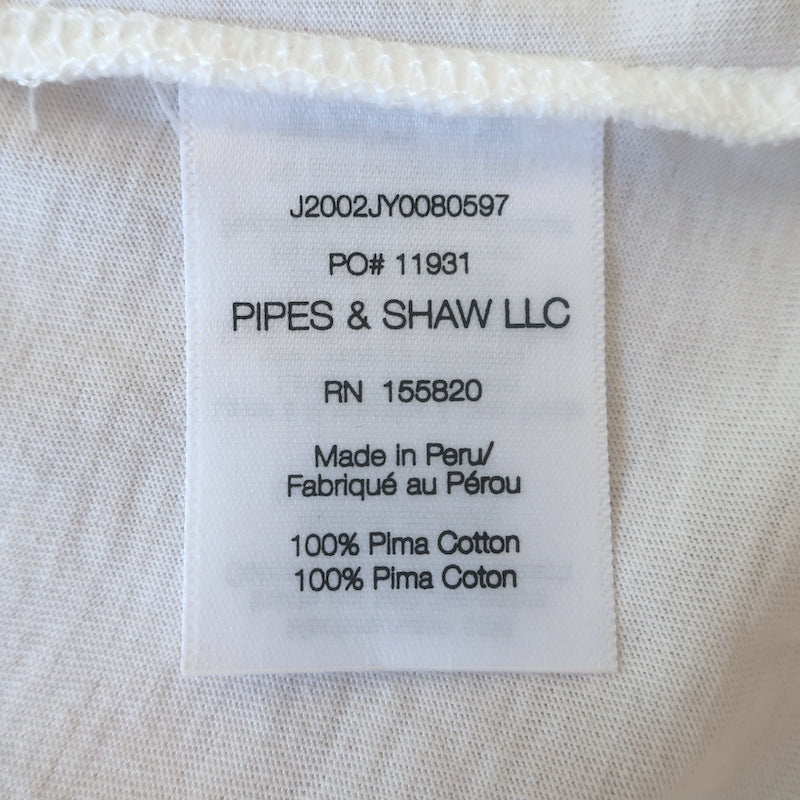 J2002JY0080597
PO# 11931
PIPES & SHAW LLC
RN 155820
Made in Peru/
Fabriqué au Pérou
100% Pima Cotton
100% Pima Coton